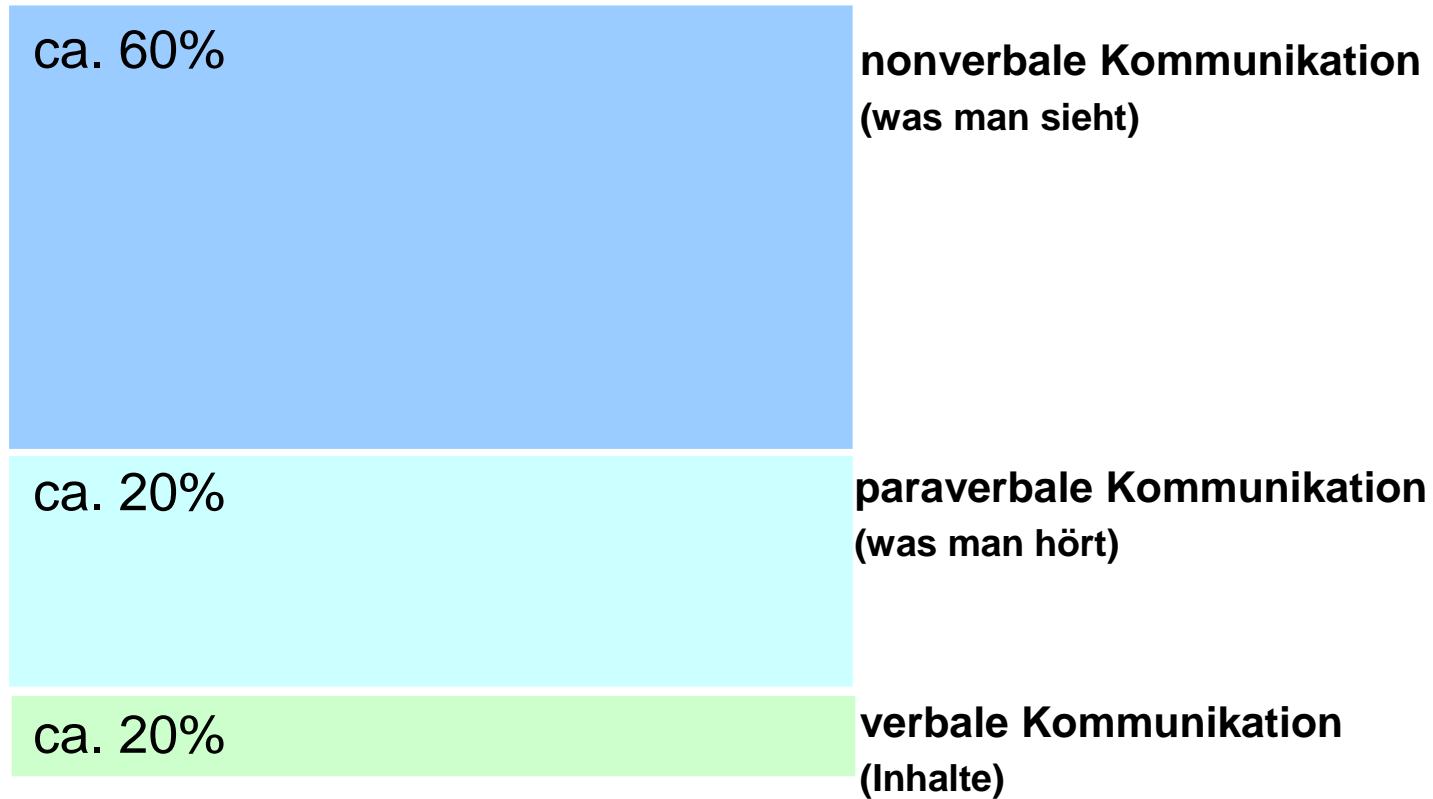 ca. 60%
nonverbale Kommunikation
(was man sieht)
ca. 20%
paraverbale Kommunikation
(was man hört)
ca. 20%
verbale Kommunikation
(Inhalte)